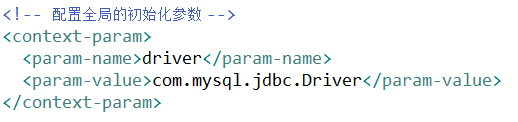 <!-- 配置全局的初始化参数 -->
<context-param>
  <param-name>driver</param-name>
  <param-value>com.mysql.jdbc.Driver</param-value>
</context-param>